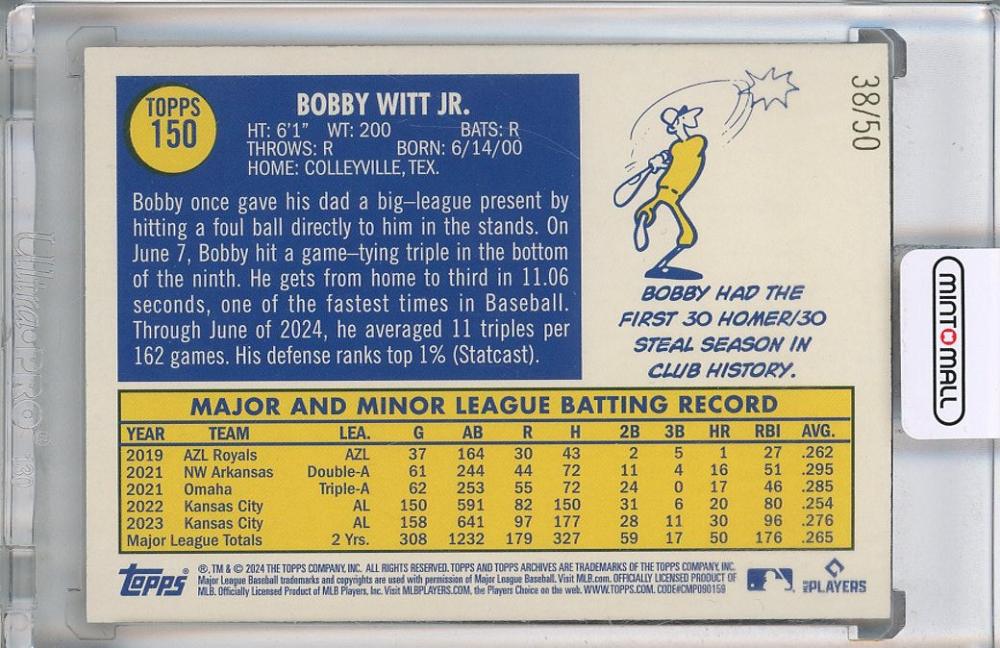 TOPPS
150
BOBBY WITT JR.
HT: 6'1" WT: 200 BATS: R
THROWS: R BORN: 6/14/00
HOME: COLLEYVILLE, TEX.
Bobby once gave his dad a big–league present by
hitting a foul ball directly to him in the stands. On
June 7, Bobby hit a game–tying triple in the bottom
of the ninth. He gets from home to third in 11.06
seconds, one of the fastest times in Baseball.
Through June of 2024, he averaged 11 triples per
162 games. His defense ranks top 1% (Statcast).
38/50
BOBBY HAD THE
FIRST 30 HOMER/30
STEAL SEASON IN
CLUB HISTORY.
MAJOR AND MINOR LEAGUE BATTING RECORD
YEAR TEAM LEA. G AB R H 2B 3B HR RBI AVG.
2019 AZL Royals AZL 37 164 30 43 2 5 1 27 .262
2021 NW Arkansas Double-A 61 244 44 72 11 4 16 51 .295
2021 Omaha Triple-A 62 253 55 72 24 0 17 46 .285
2022 Kansas City AL 150 591 82 150 31 6 20 80 .254
2023 Kansas City AL 158 641 97 177 28 11 30 96 .276
Major League Totals 2 Yrs. 308 1232 179 327 59 17 50 176 .265
Topps®
®, TM & © 2024 THE TOPPS COMPANY, INC. ALL RIGHTS RESERVED. TOPPS AND TOPPS ARCHIVES ARE TRADEMARKS OF THE TOPPS COMPANY, INC.
Major League Baseball trademarks and copyrights are used with permission of Major League Baseball. Visit MLB.com. OFFICIALLY LICENSED PRODUCT OF
MLB. Officially Licensed Product of MLB Players, Inc. Visit MLBPLAYERS.COM, the Players Choice on the web. WWW.TOPPS.COM. CODE#CMP090159
MLB PLAYERS
MINTOMALL
UltraPRO®